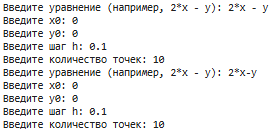 Введите уравнение (например, 2*x - y): 2*x - y
Введите x0: 0
Введите y0: 0
Введите шаг h: 0.1
Введите количество точек: 10
Введите уравнение (например, 2*x - y): 2*x-y
Введите x0: 0
Введите y0: 0
Введите шаг h: 0.1
Введите количество точек: 10